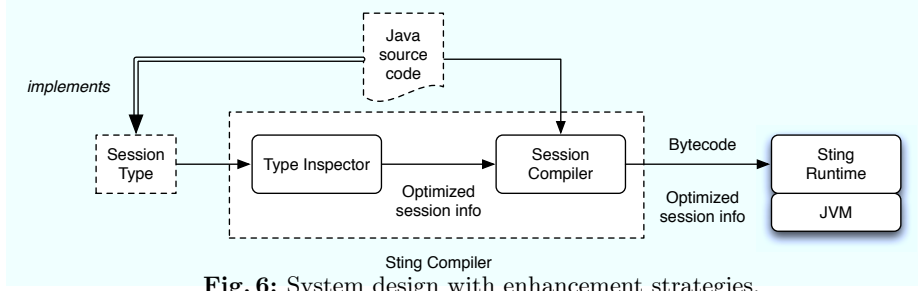 Java
source
code
implements
Session
Type
Type Inspector
Optimized
session info
Session
Compiler
Bytecode
Optimized
session info
Sting
Runtime
JVM
Sting Compiler
Fig. 6: System design with enhancement strategies.